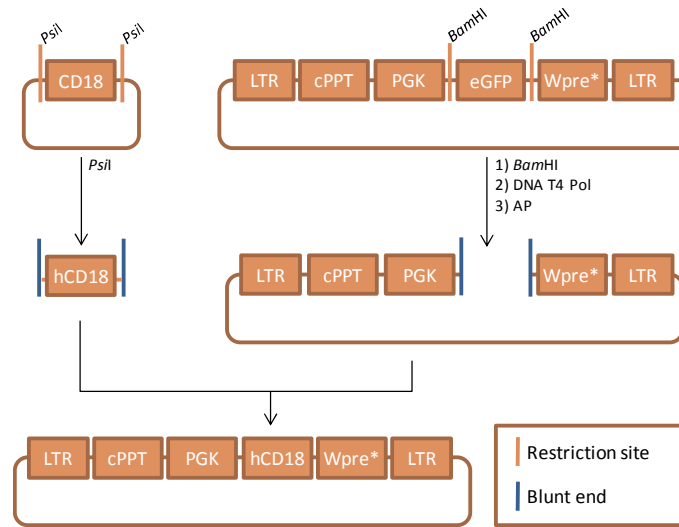 PsiI PsiI BamHI BamHI
CD18 LTR cPPT PGK eGFP Wpre* LTR
PsiI
1) BamHI
2) DNA T4 Pol
3) AP
hCD18 LTR cPPT PGK Wpre* LTR
LTR cPPT PGK hCD18 Wpre* LTR
Restriction site
Blunt end